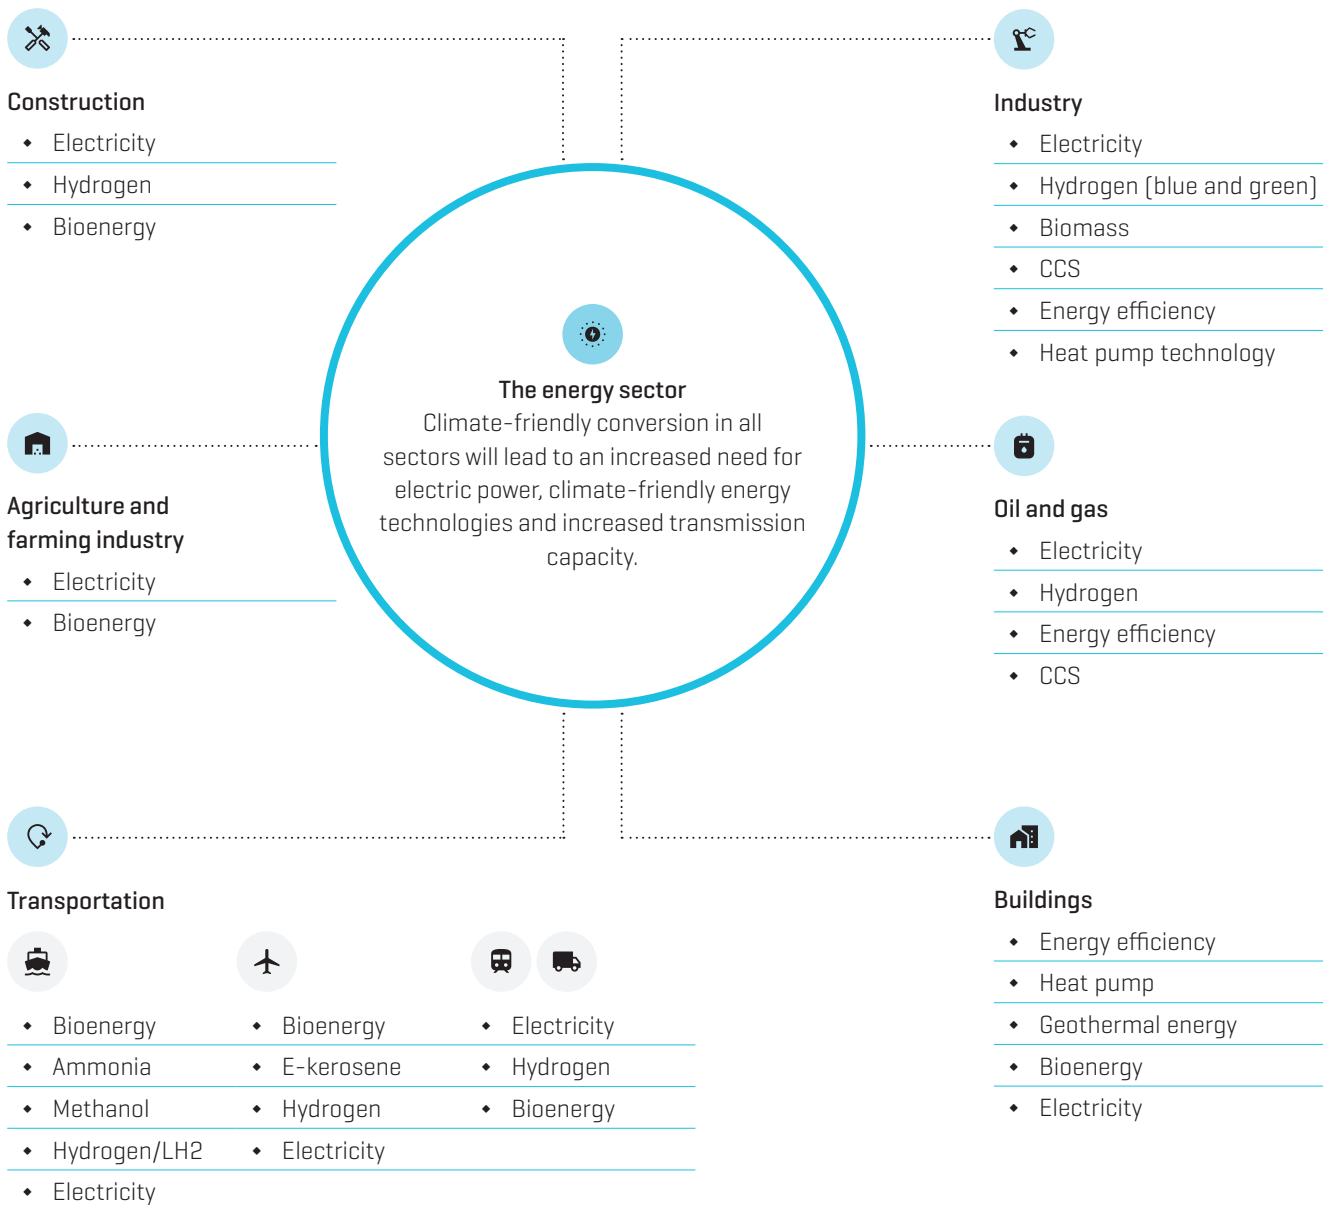 Construction
Electricity
Hydrogen
Bioenergy
Industry
Electricity
Hydrogen (blue and green)
Biomass
CCS
Energy efficiency
Heat pump technology
The energy sector
Climate-friendly conversion in all
sectors will lead to an increased need for
electric power, climate-friendly energy
technologies and increased transmission
capacity.
Agriculture and
farming industry
Electricity
Bioenergy
Oil and gas
Electricity
Hydrogen
Energy efficiency
CCS
Transportation
Bioenergy
Ammonia
Methanol
Hydrogen/LH2
Electricity
Bioenergy
E-kerosene
Hydrogen
Electricity
Electricity
Hydrogen
Bioenergy
Buildings
Energy efficiency
Heat pump
Geothermal energy
Bioenergy
Electricity